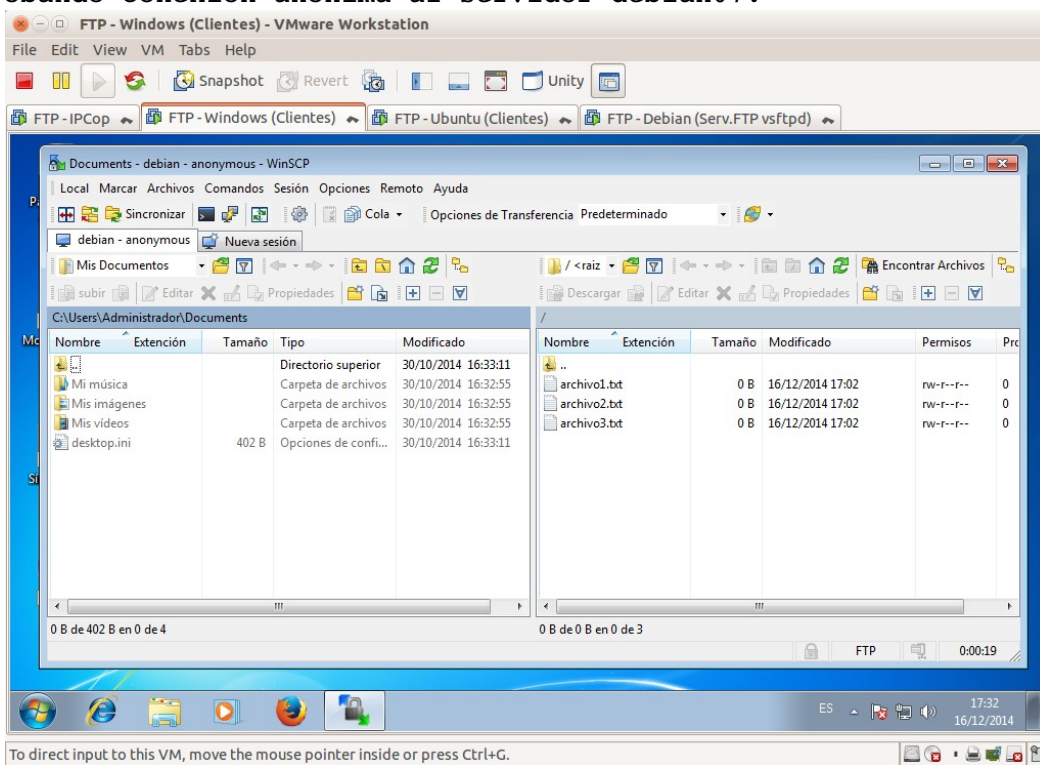 FTP - Windows (Clientes) - VMware Workstation
File Edit View VM Tabs Help
Snapshot Revert Unity
FTP - IPCop FTP - Windows (Clientes) FTP - Ubuntu (Clientes) FTP - Debian (Serv.FTP vsftpd)
Documents - debian - anonymous - WinSCP
Local Marcar Archivos Comandos Sesión Opciones Remoto Ayuda
Sincronizar Cola Opciones de Transferencia Predeterminado
debian - anonymous Nueva sesión
Mis Documentos / <raiz Encontrar Archivos
subir Editar Propiedades Descargar Editar Propiedades
C:\Users\Administrador\Documents /
Nombre Extención Tamaño Tipo Modificado Nombre Extención Tamaño Modificado Permisos Prc
.. Directorio superior 30/10/2014 16:33:11 ..
Mi música Carpeta de archivos 30/10/2014 16:32:55 archivo1.txt 0 B 16/12/2014 17:02 rw-r--r-- 0
Mis imágenes Carpeta de archivos 30/10/2014 16:32:55 archivo2.txt 0 B 16/12/2014 17:02 rw-r--r-- 0
Mis vídeos Carpeta de archivos 30/10/2014 16:32:55 archivo3.txt 0 B 16/12/2014 17:02 rw-r--r-- 0
desktop.ini 402 B Opciones de confi... 30/10/2014 16:33:11
0 B de 402 B en 0 de 4 0 B de 0 B en 0 de 3
FTP 0:00:19
ES 17:32
16/12/2014
To direct input to this VM, move the mouse pointer inside or press Ctrl+G.